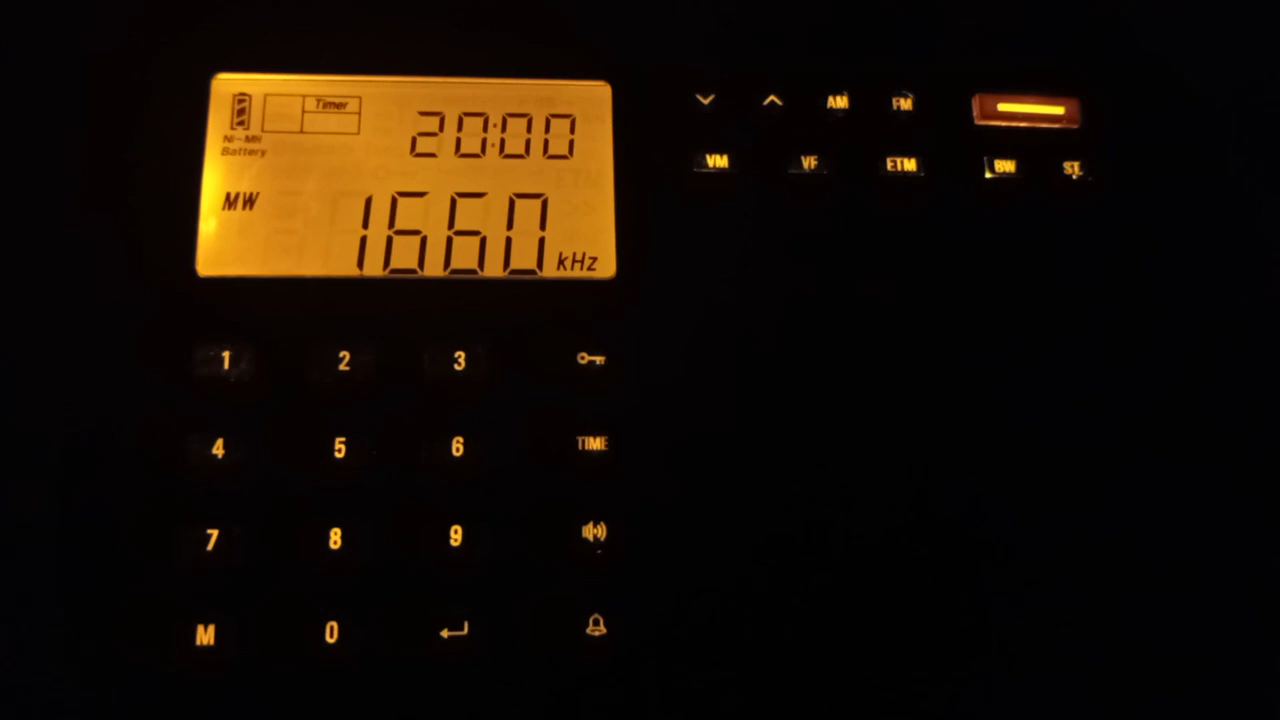 Timer
20:00
Ni-MH
Battery
MW
1660 kHz
AM FM
VM VF ETM BW ST
1 2 3
4 5 6 TIME
7 8 9
M 0